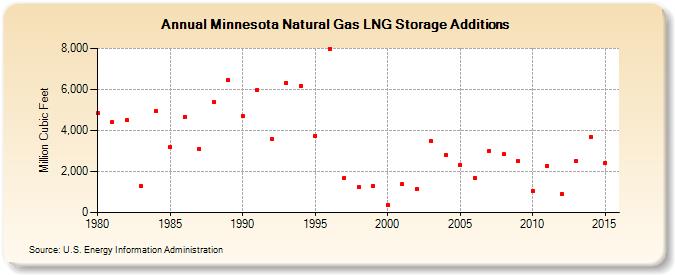 Annual Minnesota Natural Gas LNG Storage Additions
Million Cubic Feet
8,000
6,000
4,000
2,000
0
1980 1985 1990 1995 2000 2005 2010 2015
Source: U.S. Energy Information Administration